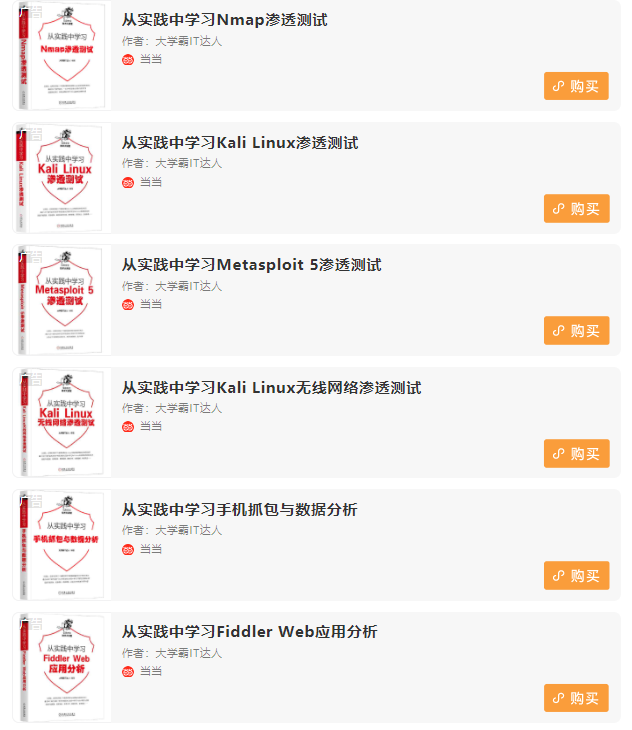 从实践中学习
Nmap渗透测试
从实践中学习Nmap渗透测试
作者：大学霸IT达人
当当
购买
从实践中学习
Kali Linux
渗透测试
从实践中学习Kali Linux渗透测试
作者：大学霸IT达人
当当
购买
从实践中学习
Metasploit 5
渗透测试
从实践中学习Metasploit 5渗透测试
作者：大学霸IT达人
当当
购买
从实践中学习
Kali Linux
无线网络渗透测试
从实践中学习Kali Linux无线网络渗透测试
作者：大学霸IT达人
当当
购买
从实践中学习
手机抓包与数据分析
从实践中学习手机抓包与数据分析
作者：大学霸IT达人
当当
购买
从实践中学习
Fiddler Web
应用分析
从实践中学习Fiddler Web应用分析
作者：大学霸IT达人
当当
购买